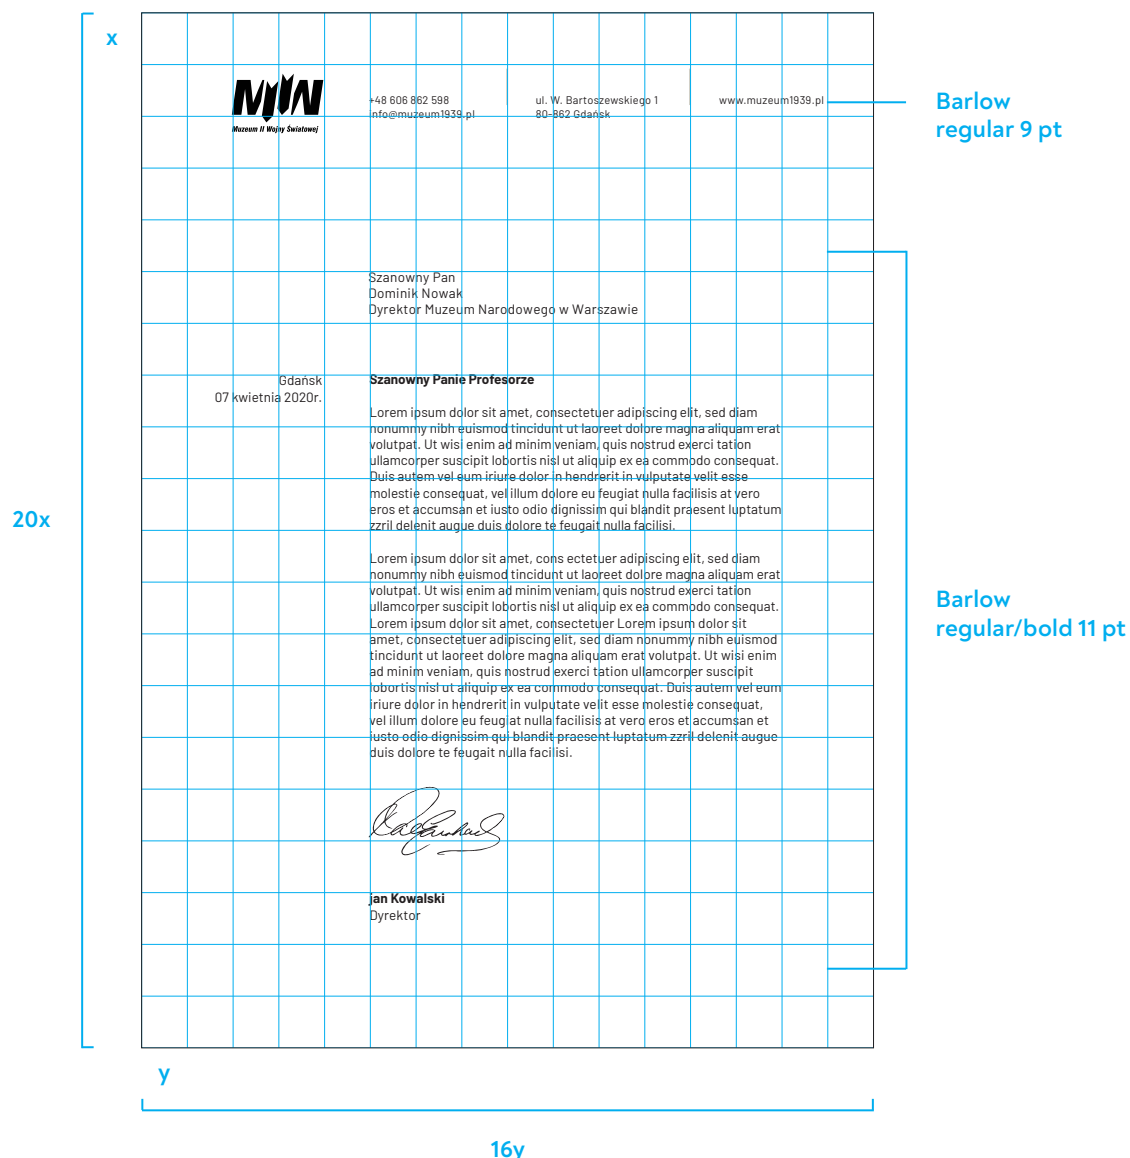 x
MIIW
Muzeum II Wojny Światowej
+48 606 862 598
info@muzeum1939.pl
ul. W. Bartoszewskiego 1
80-862 Gdańsk
www.muzeum1939.pl
Barlow
regular 9 pt
Szanowny Pan
Dominik Nowak
Dyrektor Muzeum Narodowego w Warszawie
Gdańsk
07 kwietnia 2020r.
Szanowny Panie Profesorze
Lorem ipsum dolor sit amet, consectetuer adipiscing elit, sed diam
nonummy nibh euismod tincidunt ut laoreet dolore magna aliquam erat
volutpat. Ut wisi enim ad minim veniam, quis nostrud exerci tation
ullamcorper suscipit lobortis nisl ut aliquip ex ea commodo consequat.
Duis autem vel eum iriure dolor in hendrerit in vulputate velit esse
molestie consequat, vel illum dolore eu feugiat nulla facilisis at vero
eros et accumsan et iusto odio dignissim qui blandit praesent luptatum
zzril delenit augue duis dolore te feugait nulla facilisi.
Lorem ipsum dolor sit amet, cons ectetuer adipiscing elit, sed diam
nonummy nibh euismod tincidunt ut laoreet dolore magna aliquam erat
volutpat. Ut wisi enim ad minim veniam, quis nostrud exerci tation
ullamcorper suscipit lobortis nisl ut aliquip ex ea commodo consequat.
Lorem ipsum dolor sit amet, consectetuer Lorem ipsum dolor sit
amet, consectetuer adipiscing elit, sed diam nonummy nibh euismod
tincidunt ut laoreet dolore magna aliquam erat volutpat. Ut wisi enim
ad minim veniam, quis nostrud exerci tation ullamcorper suscipit
lobortis nisl ut aliquip ex ea commodo consequat. Duis autem vel eum
iriure dolor in hendrerit in vulputate velit esse molestie consequat,
vel illum dolore eu feugiat nulla facilisis at vero eros et accumsan et
iusto odio dignissim qui blandit praesent luptatum zzril delenit augue
duis dolore te feugait nulla facilisi.
jan Kowalski
Dyrektor
20x
Barlow
regular/bold 11 pt
y
16y